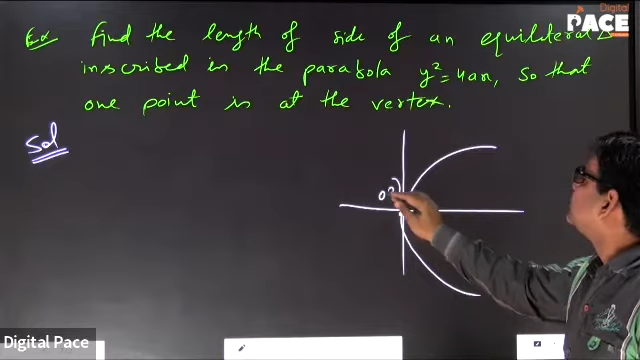 Digital
PACE
Ex Find the length of side of an equilateral Δ
inscribed in the parabola y² = 4ax, so that
one point is at the vertex.
Sol
Digital Pace